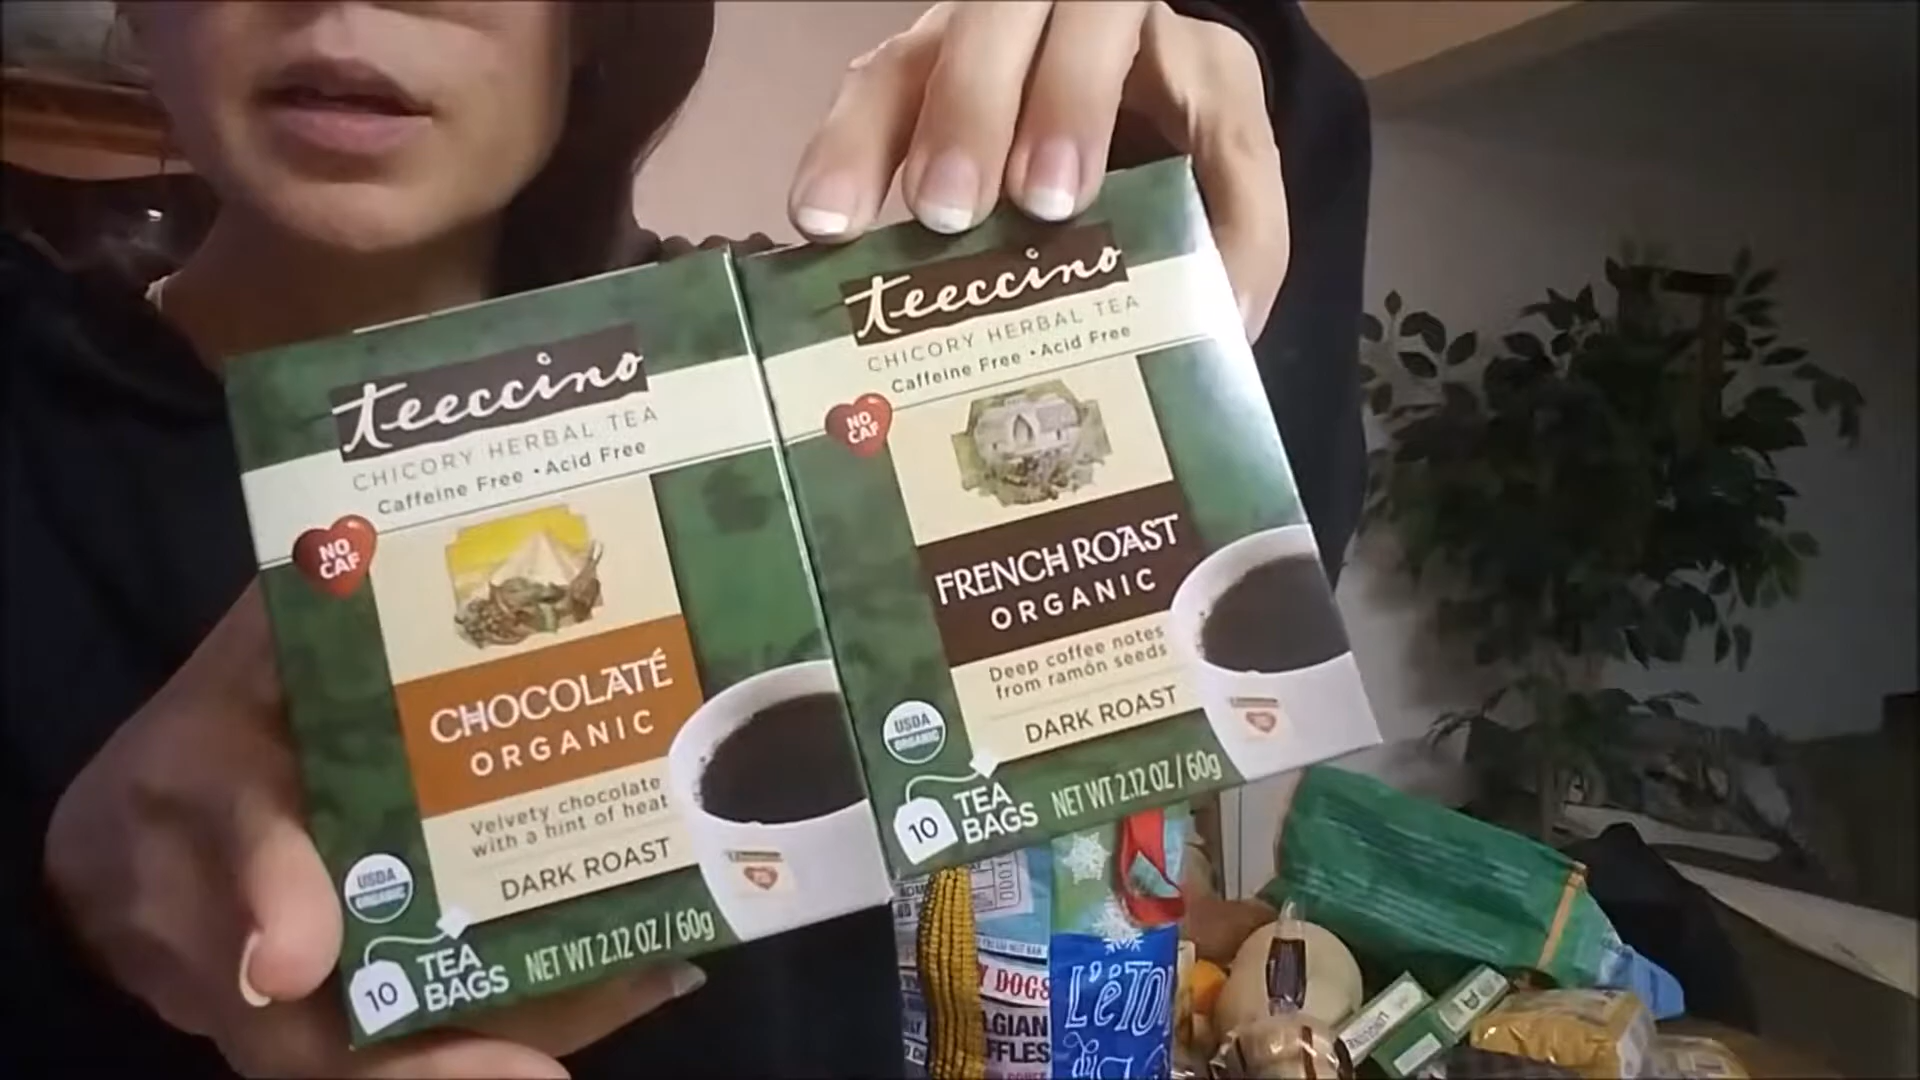 teeccino
CHICORY HERBAL TEA
Caffeine Free • Acid Free
NO
CAF
CHOCOLATÉ
ORGANIC
Velvety chocolate
with a hint of heat
DARK ROAST
USDA
ORGANIC
10
TEA
BAGS
NET WT 2.12 OZ / 60g
teeccino
CHICORY HERBAL TEA
Caffeine Free • Acid Free
NO
CAF
FRENCH ROAST
ORGANIC
Deep coffee notes
from ramón seeds
DARK ROAST
USDA
ORGANIC
10
TEA
BAGS
NET WT 2.12 OZ / 60g
DOGS
L'éTO
du